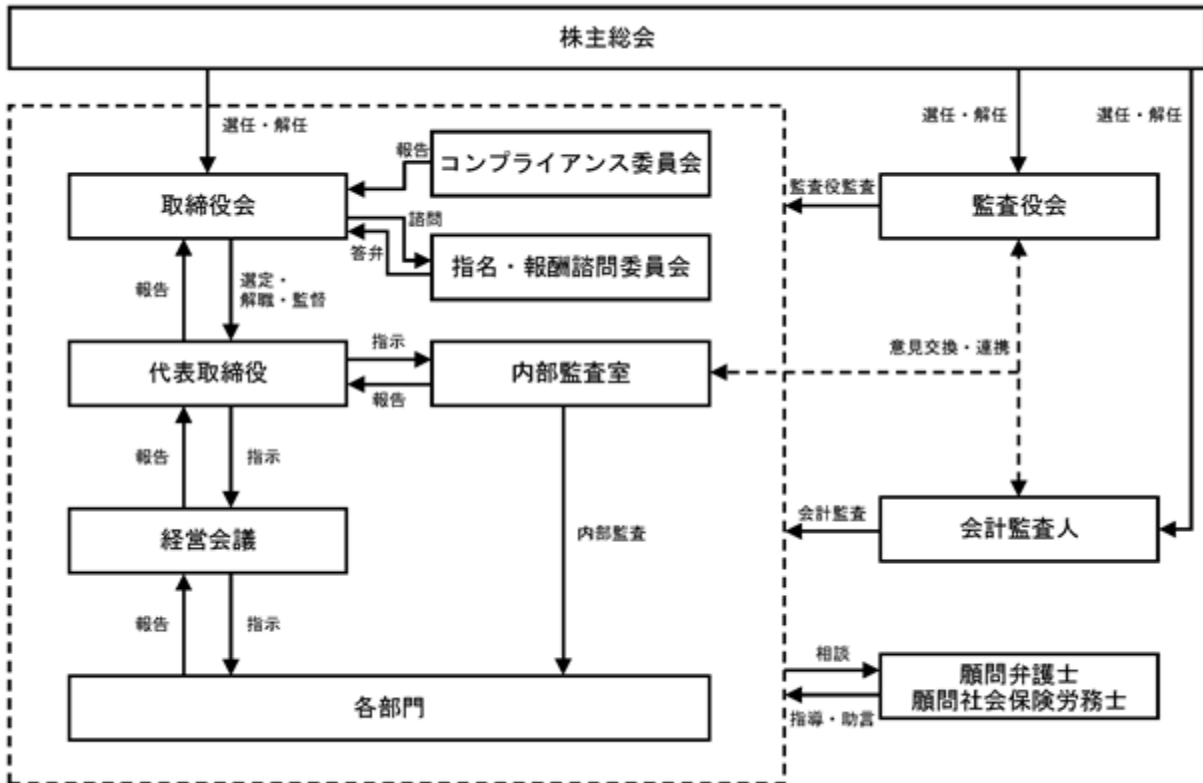 株主総会
選任・解任
選任・解任
選任・解任
報告
コンプライアンス委員会
取締役会
監査役監査
監査役会
諮問
答弁
指名・報酬諮問委員会
報告
選定・
解職・監督
意見交換・連携
代表取締役
指示
報告
内部監査室
報告
指示
経営会議
内部監査
会計監査
会計監査人
報告
指示
各部門
相談
指導・助言
顧問弁護士
顧問社会保険労務士